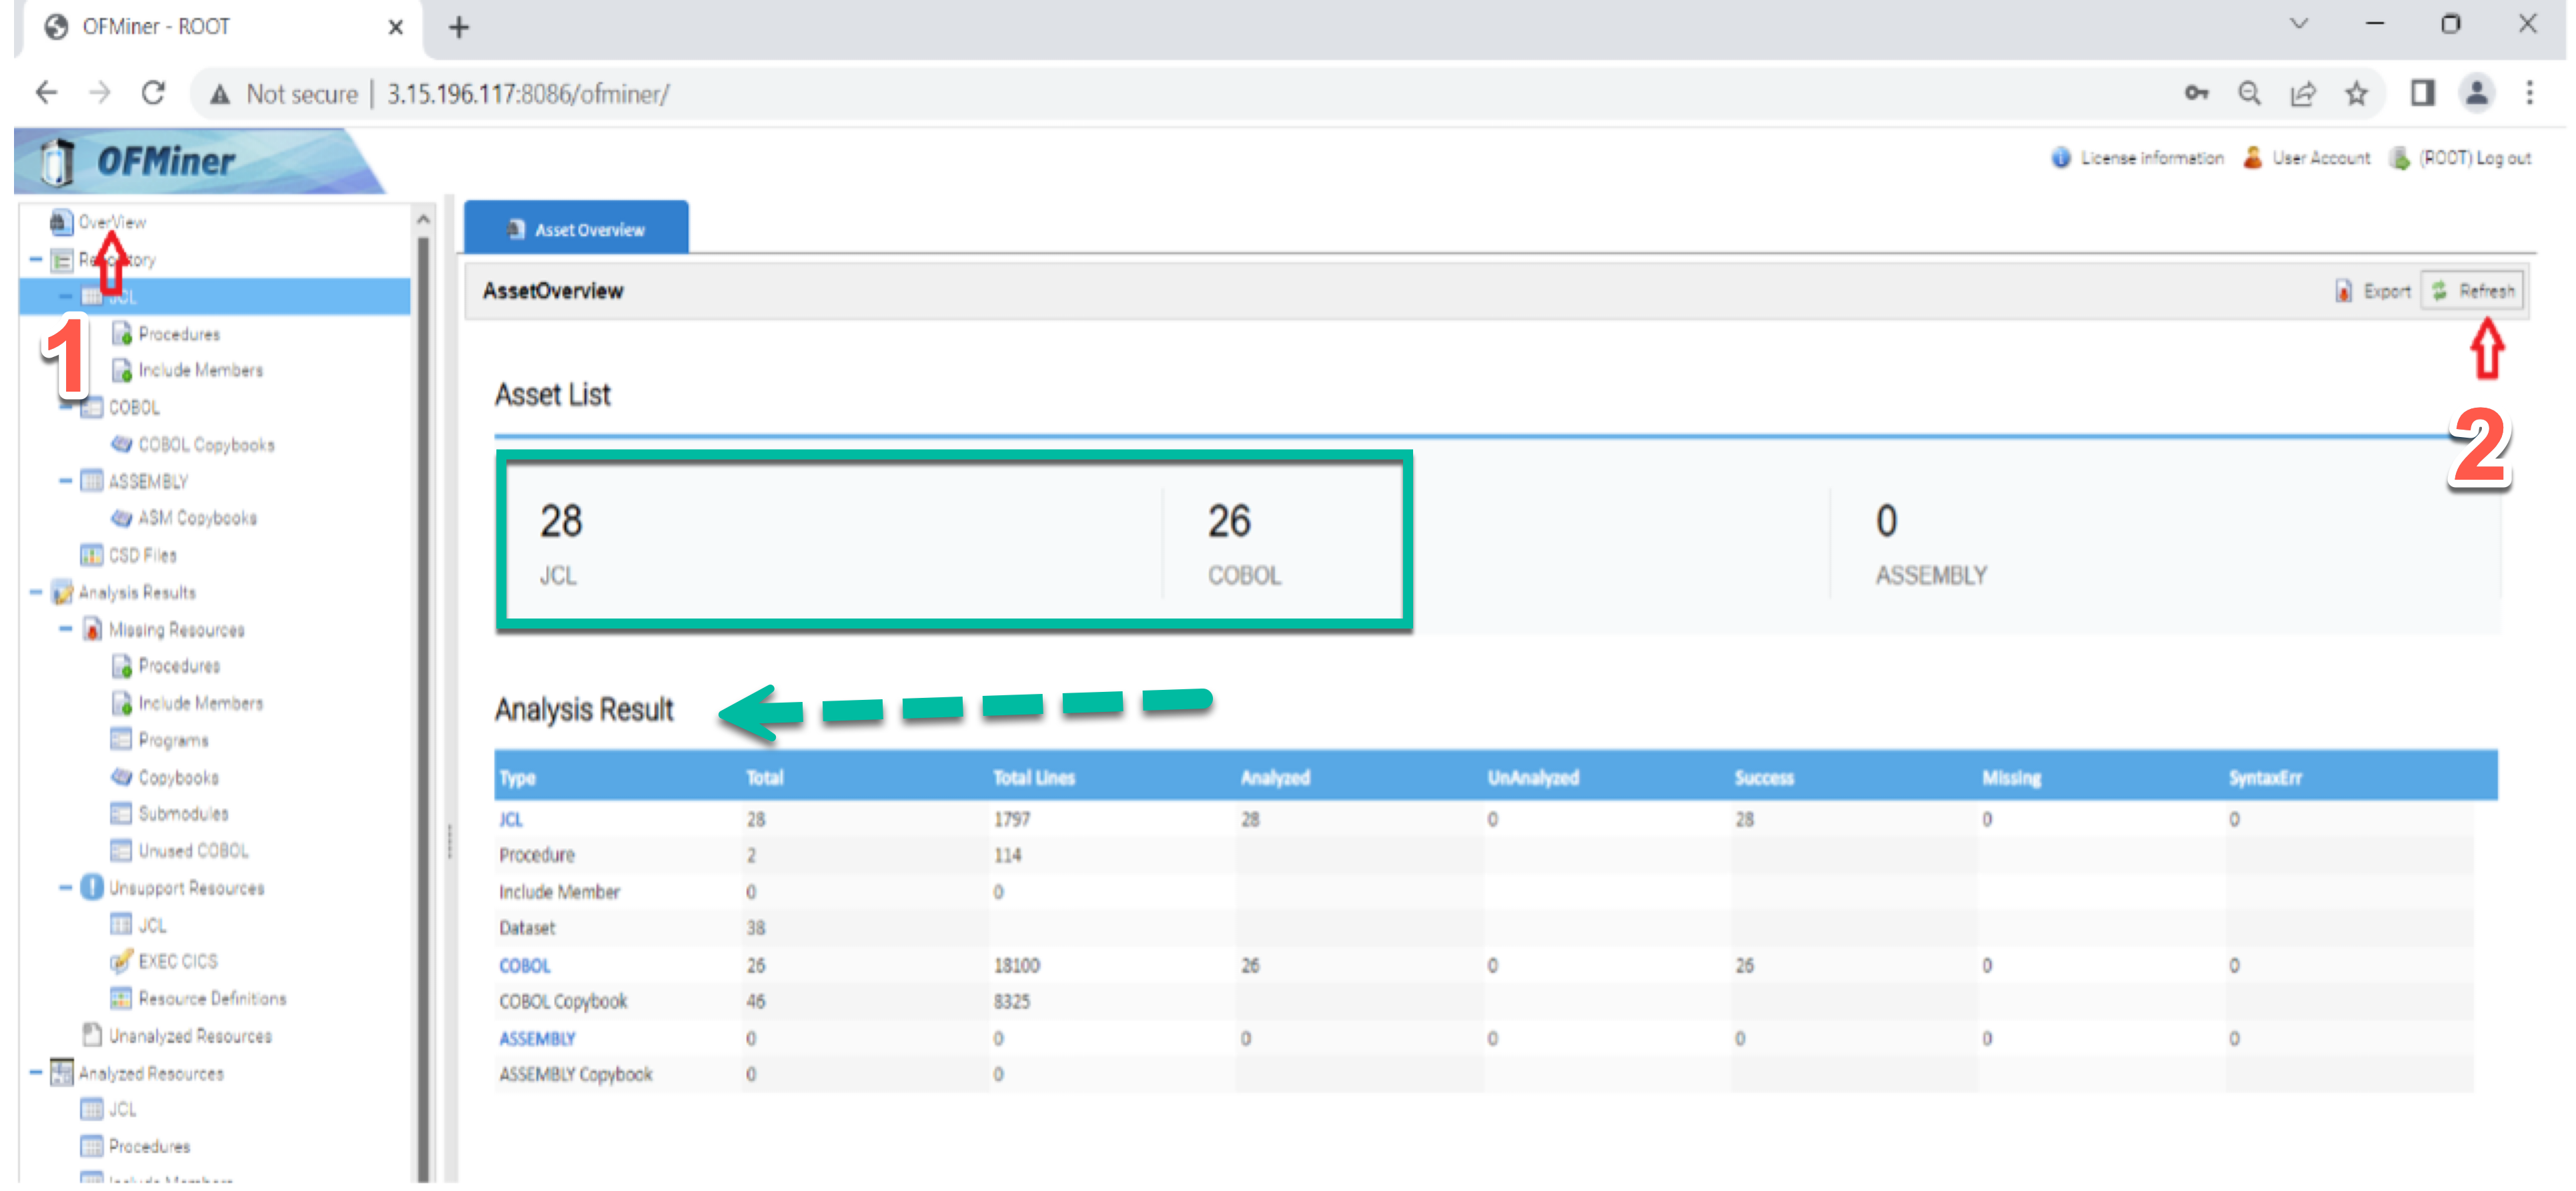 OFMiner - ROOT
Not secure | 3.15.196.117:8086/ofminer/
OFMiner
License information User Account (ROOT) Log out
OverView
Repository
JCL
Procedures
Include Members
COBOL
COBOL Copybooks
ASSEMBLY
ASM Copybooks
CSD Files
Analysis Results
Missing Resources
Procedures
Include Members
Programs
Copybooks
Submodules
Unused COBOL
Unsupport Resources
JCL
EXEC CICS
Resource Definitions
Unanalyzed Resources
Analyzed Resources
JCL
Procedures
Include Members
1
Asset Overview
AssetOverview Export Refresh
2
Asset List
28 26 0
JCL COBOL ASSEMBLY
Analysis Result
Type Total Total Lines Analyzed UnAnalyzed Success Missing SyntaxErr
JCL 28 1797 28 0 28 0 0
Procedure 2 114
Include Member 0 0
Dataset 38
COBOL 26 18100 26 0 26 0 0
COBOL Copybook 46 8325
ASSEMBLY 0 0 0 0 0 0 0
ASSEMBLY Copybook 0 0